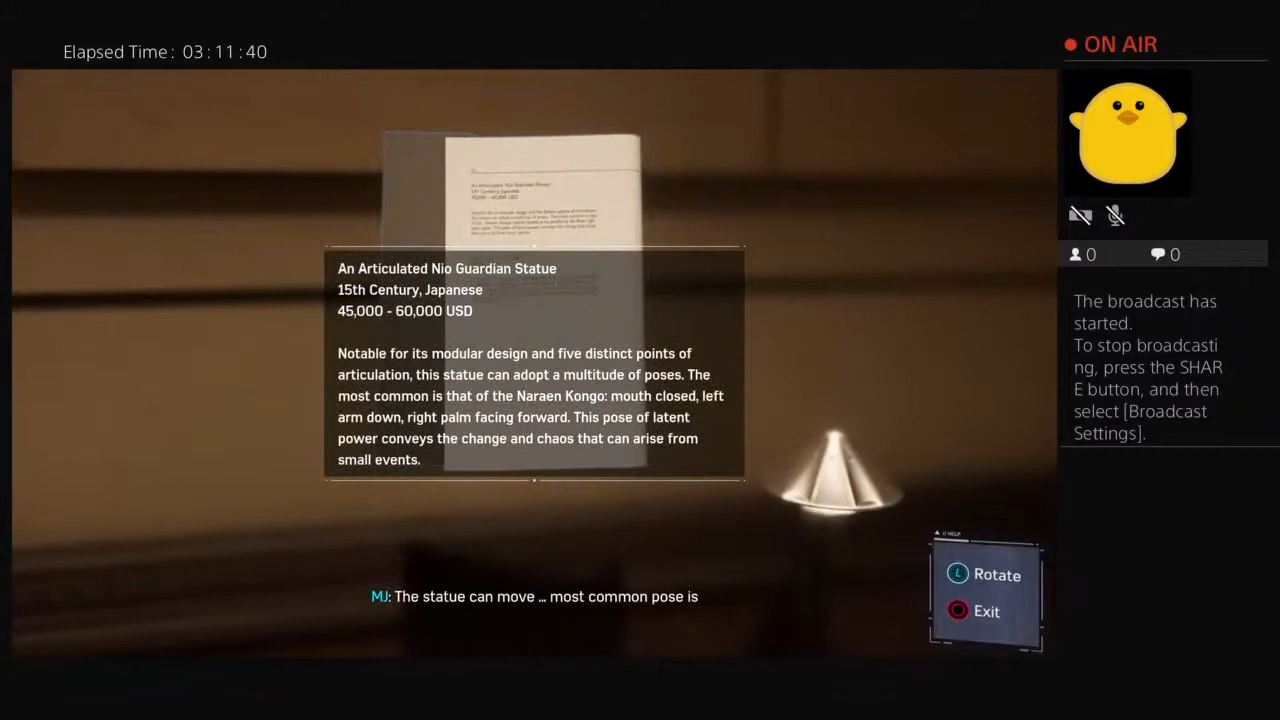 Elapsed Time: 03:11:40
ON AIR
0
0
The broadcast has
started.
To stop broadcasti
ng, press the SHAR
E button, and then
select [Broadcast
Settings].
An Articulated Nio Guardian Statue
15th Century, Japanese
45,000 - 60,000 USD
Notable for its modular design and five distinct points of
articulation, this statue can adopt a multitude of poses. The
most common is that of the Naraen Kongo: mouth closed, left
arm down, right palm facing forward. This pose of latent
power conveys the change and chaos that can arise from
small events.
HELP
L
Rotate
Exit
MJ: The statue can move ... most common pose is